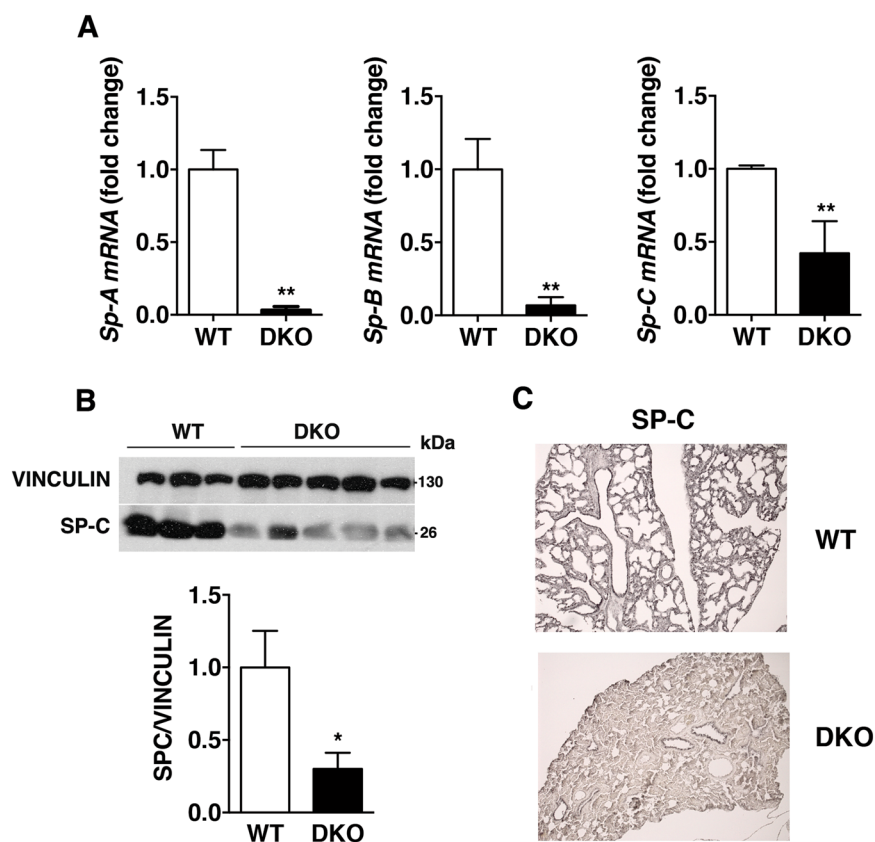 A
Sp-A mRNA (fold change)
1.5
1.0
0.5
0.0
**
WT DKO
Sp-B mRNA (fold change)
1.5
1.0
0.5
0.0
**
WT DKO
Sp-C mRNA (fold change)
1.5
1.0
0.5
0.0
**
WT DKO
B
WT DKO
kDa
VINCULIN -130
SP-C -26
SPC/VINCULIN
1.5
1.0
0.5
0.0
*
WT DKO
C
SP-C
WT
DKO